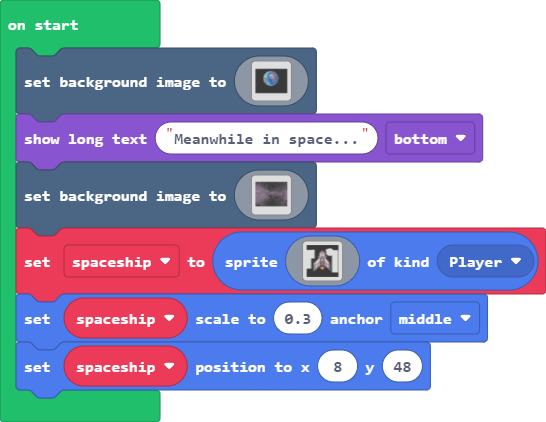 on start
set background image to
show long text "Meanwhile in space..." bottom
set background image to
set spaceship to sprite of kind Player
set spaceship scale to 0.3 anchor middle
set spaceship position to x 8 y 48